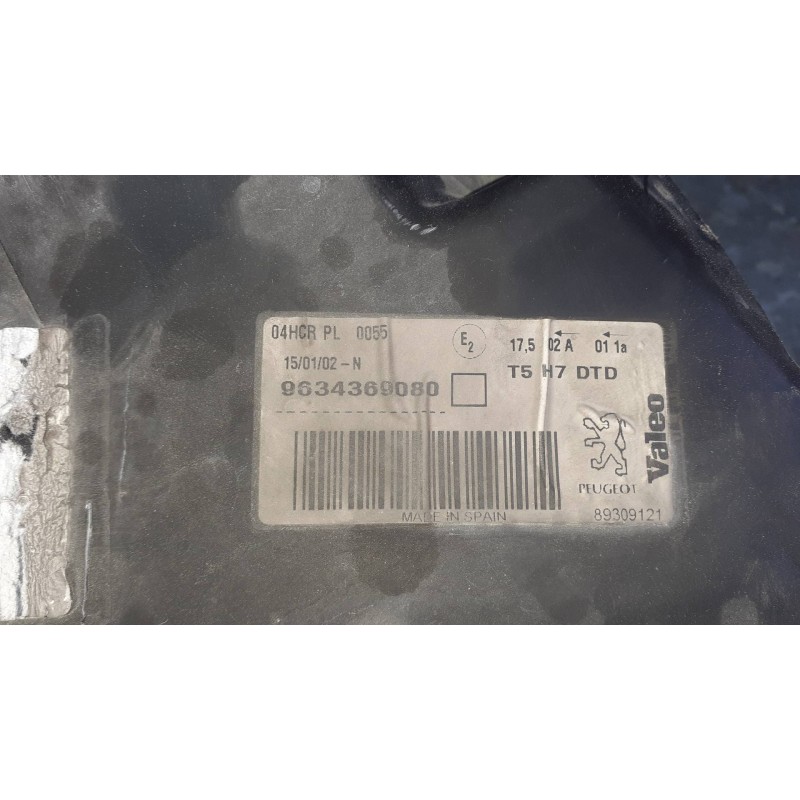 04HCR PL 0055
E2 17,5 02 A 01 1a
15/01/02-N
T5 H7 DTD
9634369080
Valeo
PEUGEOT
MADE IN SPAIN
89309121